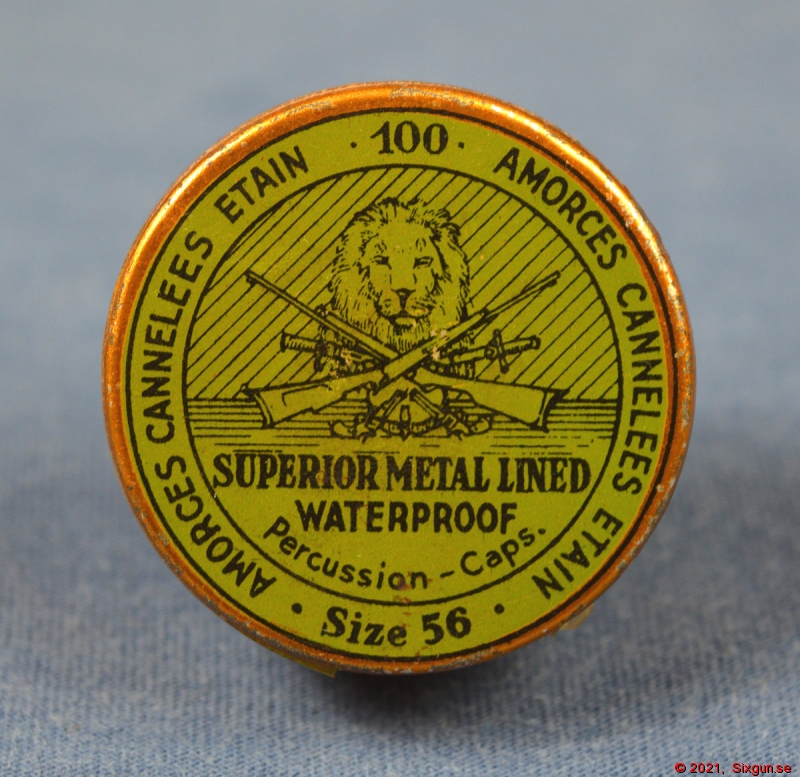 · 100 ·
AMORCES CANNELEES ETAIN
AMORCES CANNELEES ETAIN
SUPERIOR METAL LINED
WATERPROOF
Percussion - Caps.
· Size 56 ·
© 2021, Sixgun.se